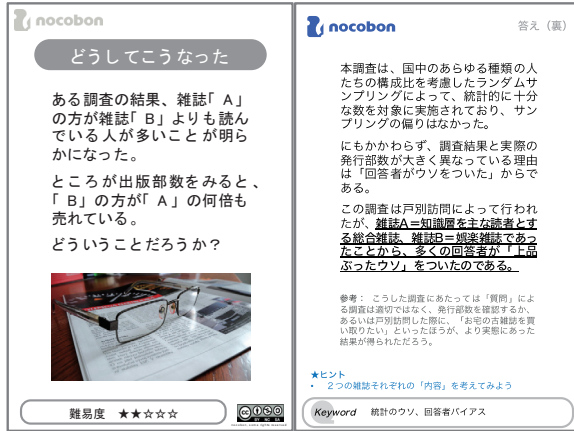 nocobon
どうしてこうなった
ある調査の結果、雑誌「A」
の方が雑誌「B」よりも読ん
でいる人が多いことが明ら
かになった。
ところが出版部数をみると、
「B」の方が「A」の何倍も
売れている。
どういうことだろうか？
難易度 ★★☆☆☆
nocobon
答え（裏）
本調査は、国中のあらゆる種類の人
たちの構成比を考慮したランダムサ
ンプリングによって、統計的に十分
な数を対象に実施されており、サン
プリングの偏りはなかった。
にもかかわらず、調査結果と実際の
発行部数が大きく異なっている理由
は「回答者がウソをついた」からで
ある。
この調査は戸別訪問によって行われ
たが、雑誌A＝知識層を主な読者とす
る総合雑誌、雑誌B＝娯楽雑誌であっ
たことから、多くの回答者が「上品
ぶったウソ」をついたのである。
参考： こうした調査にあたっては「質問」によ
る調査は適切ではなく、発行部数を確認するか、
あるいは戸別訪問した際に、「お宅の古雑誌を買
い取りたい」といったほうが、より実態にあった
結果が得られただろう。
★ヒント
・ ２つの雑誌それぞれの「内容」を考えてみよう
Keyword 統計のウソ、回答者バイアス